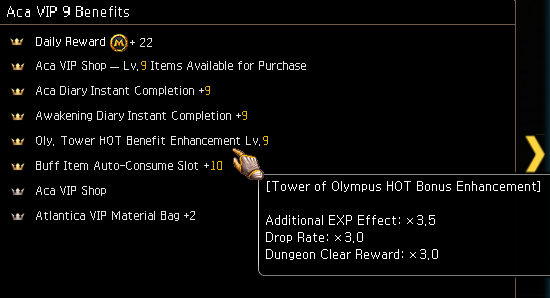 Aca VIP 9 Benefits
Daily Reward M + 22
Aca VIP Shop — Lv.9 Items Available for Purchase
Aca Diary Instant Completion +9
Awakening Diary Instant Completion +9
Oly. Tower HOT Benefit Enhancement Lv.9
Buff Item Auto-Consume Slot +10
Aca VIP Shop
Atlantica VIP Material Bag +2
[Tower of Olympus HOT Bonus Enhancement]
Additional EXP Effect: ×3.5
Drop Rate: ×3.0
Dungeon Clear Reward: ×3.0